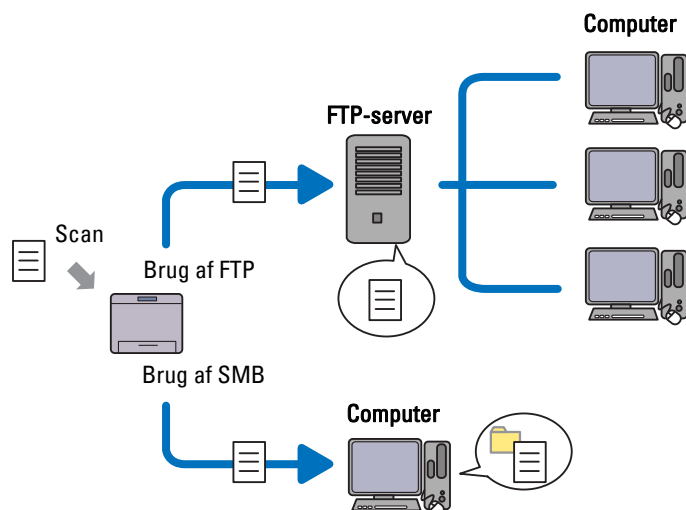 Computer
FTP-server
Scan
Brug af FTP
Brug af SMB
Computer